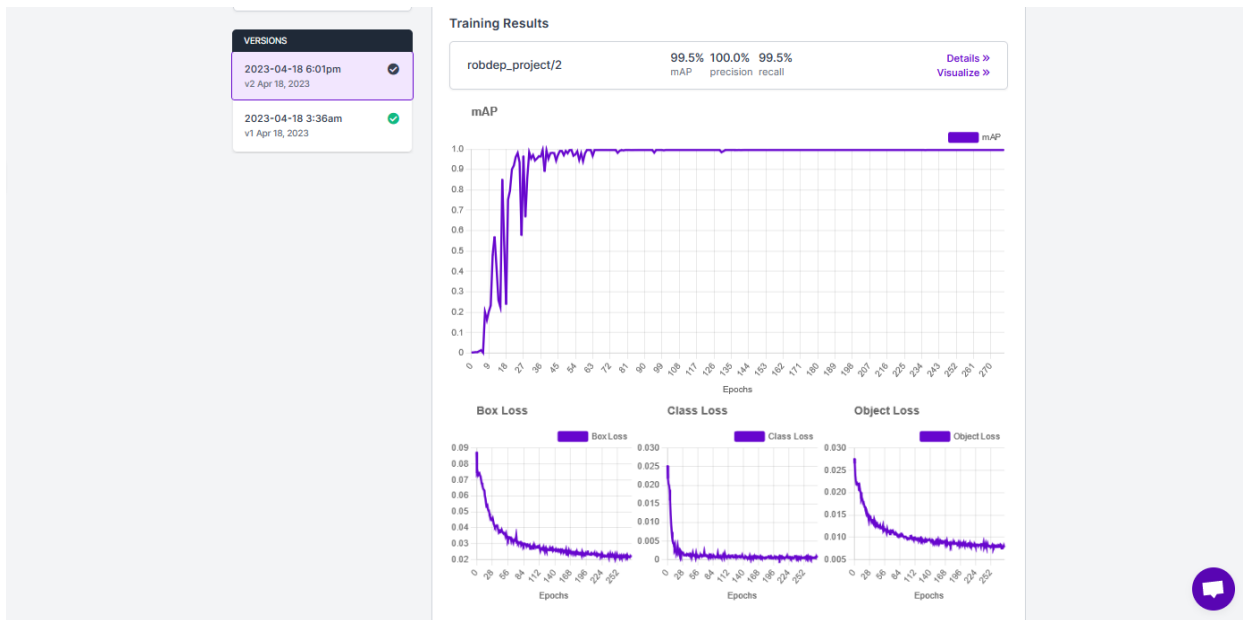 VERSIONS
2023-04-18 6:01pm
v2 Apr 18, 2023
2023-04-18 3:36am
v1 Apr 18, 2023
Training Results
robdep_project/2
99.5% 100.0% 99.5%
mAP precision recall
Details »
Visualize »
mAP
mAP
1.0
0.9
0.8
0.7
0.6
0.5
0.4
0.3
0.2
0.1
0
0 9 18 27 36 45 54 63 72 81 90 99 108 117 126 135 144 153 162 171 180 189 198 207 216 225 234 243 252 261 270
Epochs
Box Loss
Box Loss
0.09
0.08
0.07
0.06
0.05
0.04
0.03
0.02
0 28 56 84 112 140 168 196 224 252
Epochs
Class Loss
Class Loss
0.030
0.025
0.020
0.015
0.010
0.005
0
0 28 56 84 112 140 168 196 224 252
Epochs
Object Loss
Object Loss
0.030
0.025
0.020
0.015
0.010
0.005
0 28 56 84 112 140 168 196 224 252
Epochs